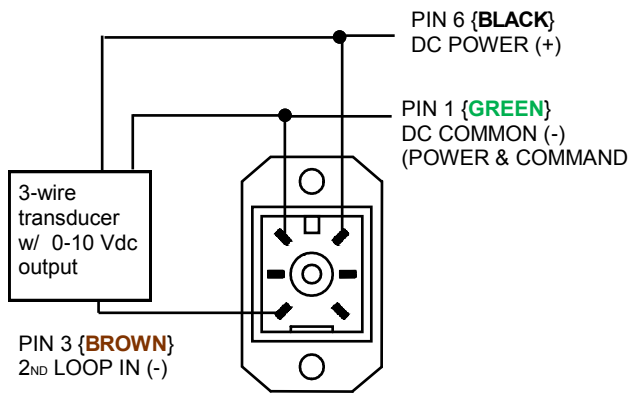 PIN 6 {BLACK}
DC POWER (+)
PIN 1 {GREEN}
DC COMMON (-)
(POWER & COMMAND
3-wire
transducer
w/ 0-10 Vdc
output
PIN 3 {BROWN}
2ND LOOP IN (-)